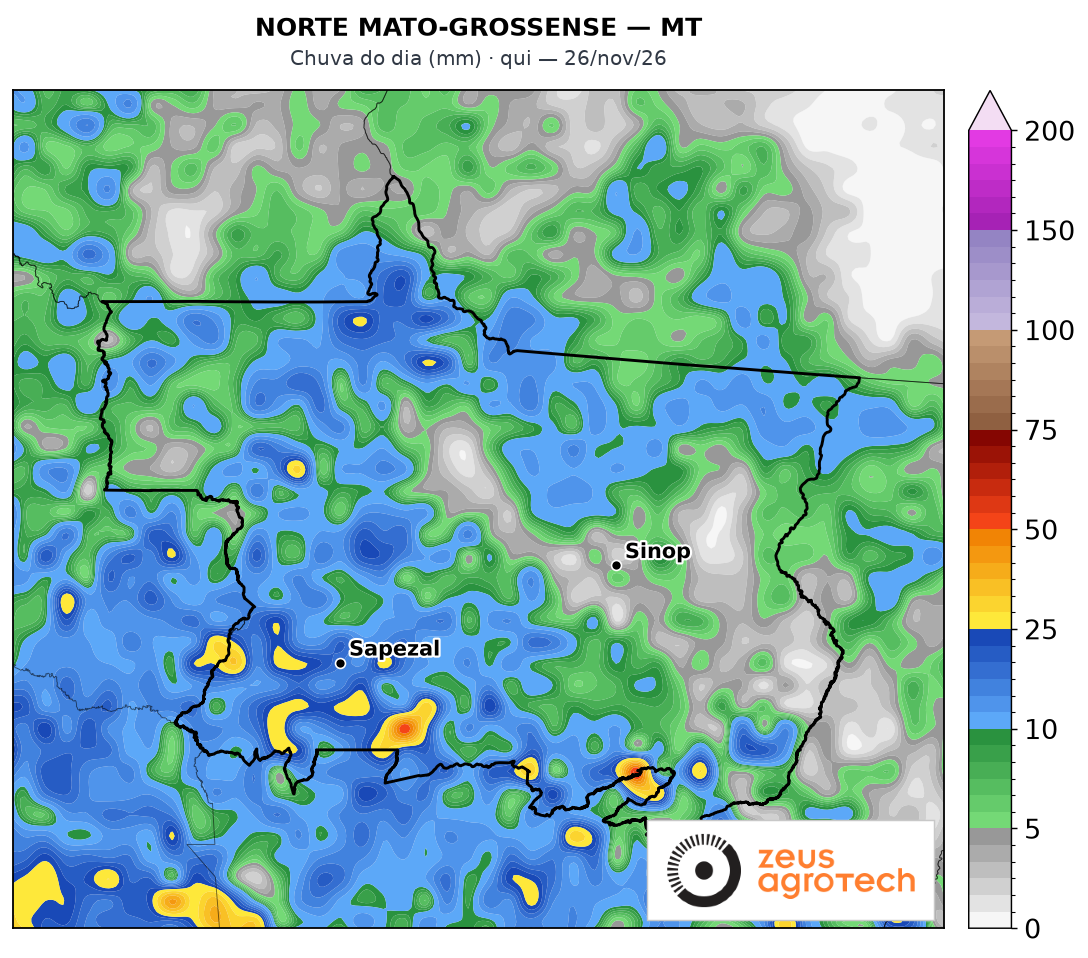 NORTE MATO-GROSSENSE — MT
Chuva do dia (mm) · qui — 26/nov/26
200
150
100
75
50
25
10
5
0
Sinop
Sapezal
zeus
agrotech